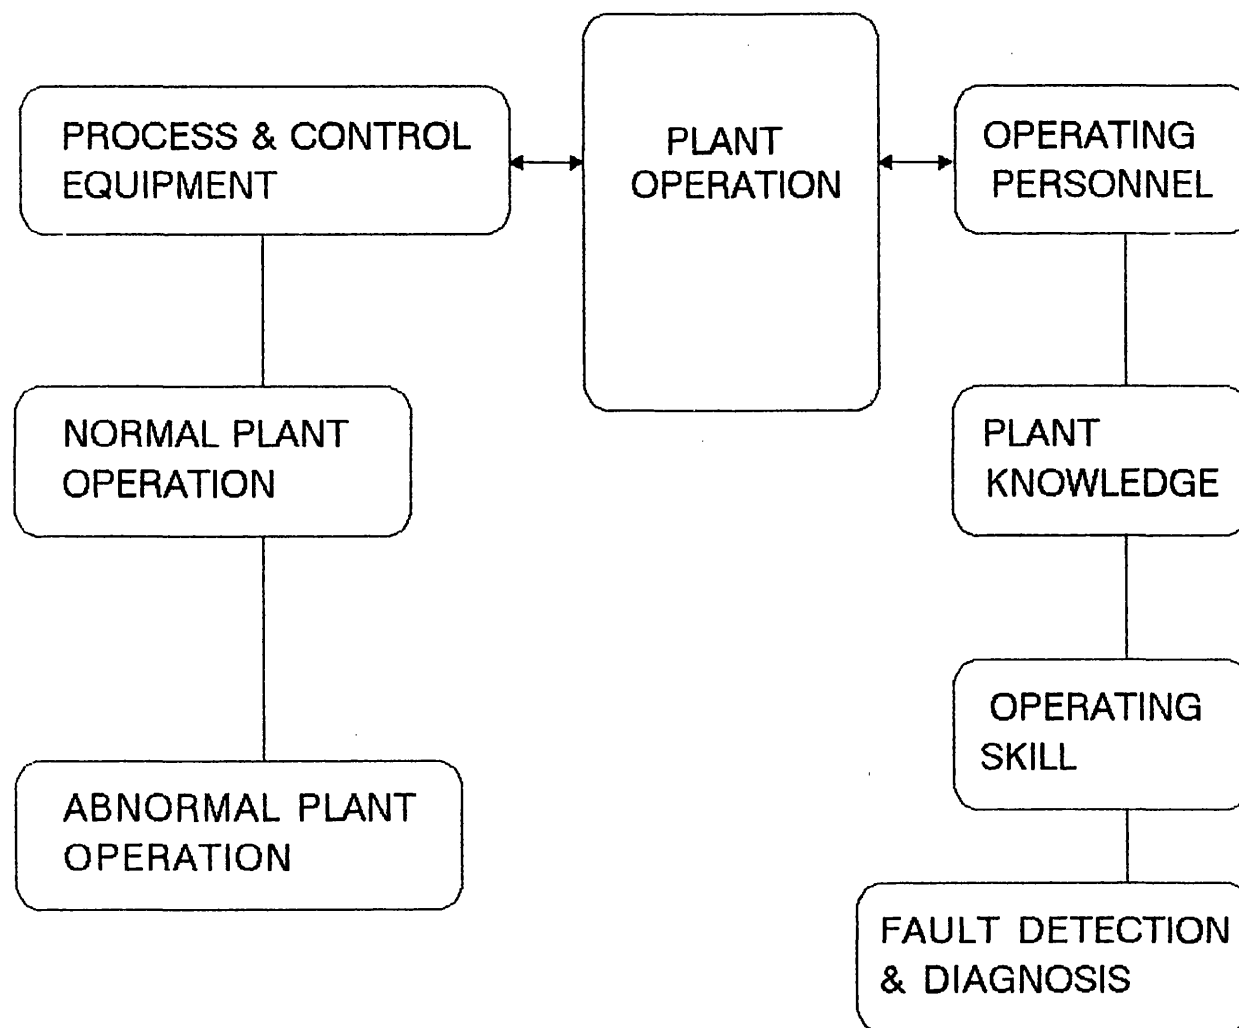 PROCESS & CONTROL
EQUIPMENT
PLANT
OPERATION
OPERATING
PERSONNEL
NORMAL PLANT
OPERATION
PLANT
KNOWLEDGE
OPERATING
SKILL
ABNORMAL PLANT
OPERATION
FAULT DETECTION
& DIAGNOSIS